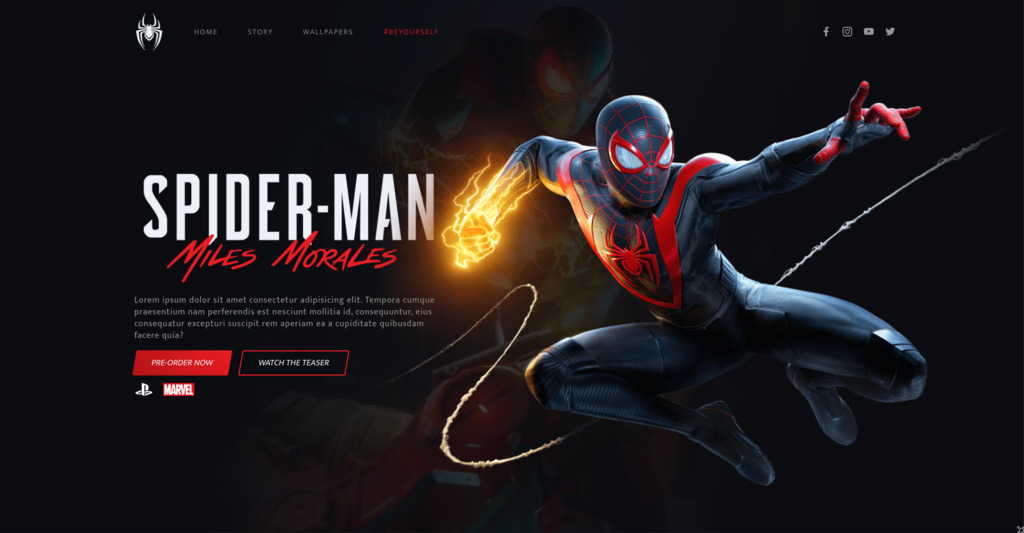 HOME STORY WALLPAPERS #BEYOURSELF
SPIDER-MAN
MILES MORALES
Lorem ipsum dolor sit amet consectetur adipisicing elit. Tempora cumque
praesentium nam perferendis est nesciunt mollitia id, consequuntur, eius
consequatur excepturi suscipit rem aperiam ea a cupiditate quibusdam
facere quia?
PRE-ORDER NOW WATCH THE TEASER
MARVEL